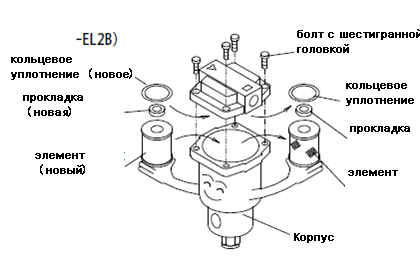 -EL2B)
болт с шестигранной
головкой
кольцевое
уплотнение (новое)
прокладка
(новая)
элемент
(новый)
кольцевое
уплотнение
прокладка
элемент
Корпус